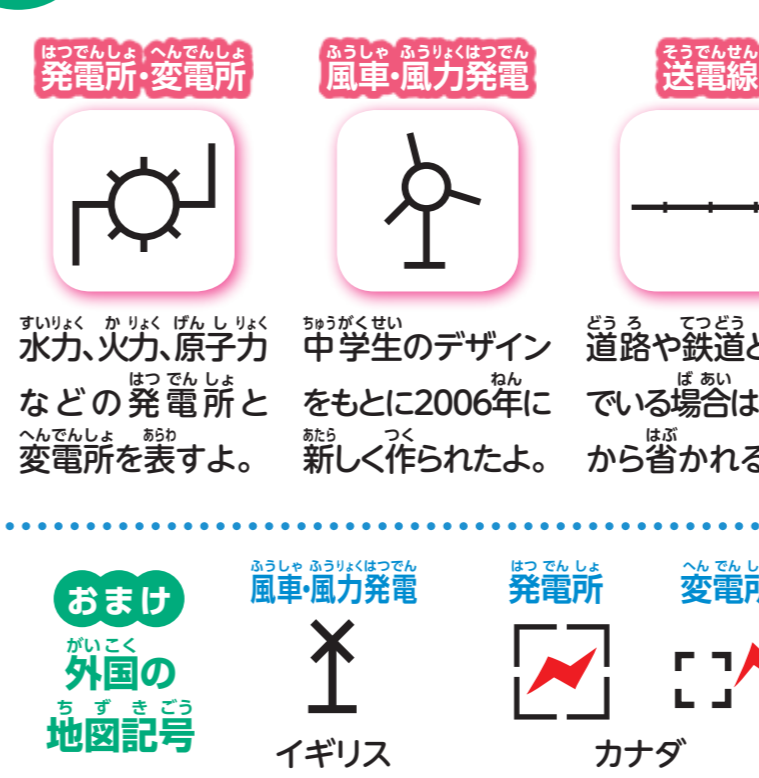 はつでんしょ へんでんしょ
発電所・変電所
ふうしゃ ふうりょくはつでん
風車・風力発電
そうでんせん
送電線
すいりょく かりょく げんしりょく
水力、火力、原子力
はつでんしょ
などの発電所と
へんでんしょ あらわ
変電所を表すよ。
ちゅうがくせい
中学生のデザイン
ねん
をもとに2006年に
あたら つく
新しく作られたよ。
どうろ てつどう
道路や鉄道と
ばあい
でいる場合は
はぶ
から省かれる
おまけ
がいこく
外国の
ちずきごう
地図記号
ふうしゃ ふうりょくはつでん
風車・風力発電
イギリス
はつでんしょ
発電所
へんでんし
変電所
カナダ